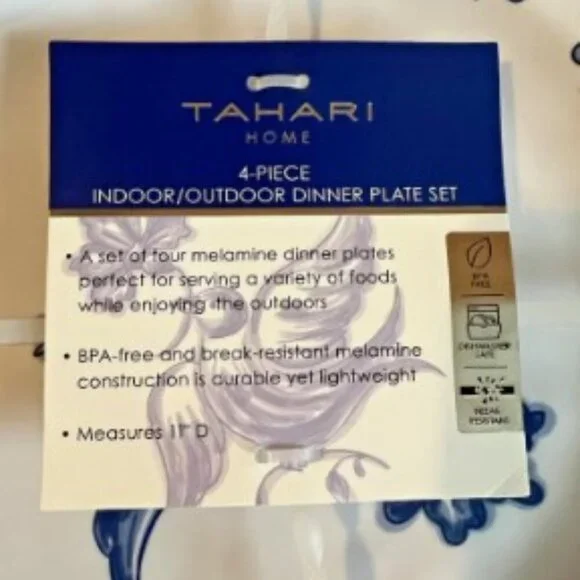 TAHARI
HOME
4-PIECE
INDOOR/OUTDOOR DINNER PLATE SET
• A set of four melamine dinner plates
perfect for serving a variety of foods
while enjoying the outdoors
• BPA-free and break-resistant melamine
construction is durable yet lightweight
• Measures 11" D
BPA
FREE
DISHWASHER
SAFE
BREAK
RESISTANT